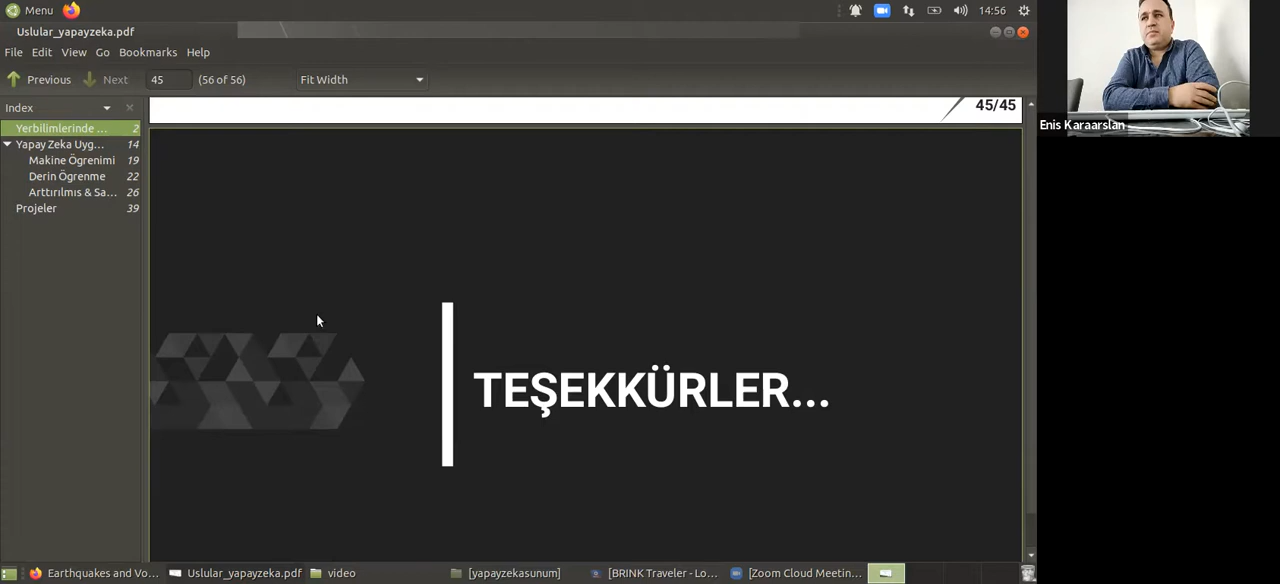 Menu
14:56
Uslular_yapayzeka.pdf
File Edit View Go Bookmarks Help
Previous Next 45 (56 of 56) Fit Width
Index
45/45
Yerbilimlerinde ... 2
Yapay Zeka Uyg... 14
Makine Ögrenimi 19
Derin Ögrenme 22
Arttırılmıs & Sa... 26
Projeler 39
Enis Karaarslan
TEŞEKKÜRLER...
Earthquakes and Vo... Uslular_yapayzeka.pdf video [yapayzekasunum] [BRINK Traveler - Lo... [Zoom Cloud Meetin...